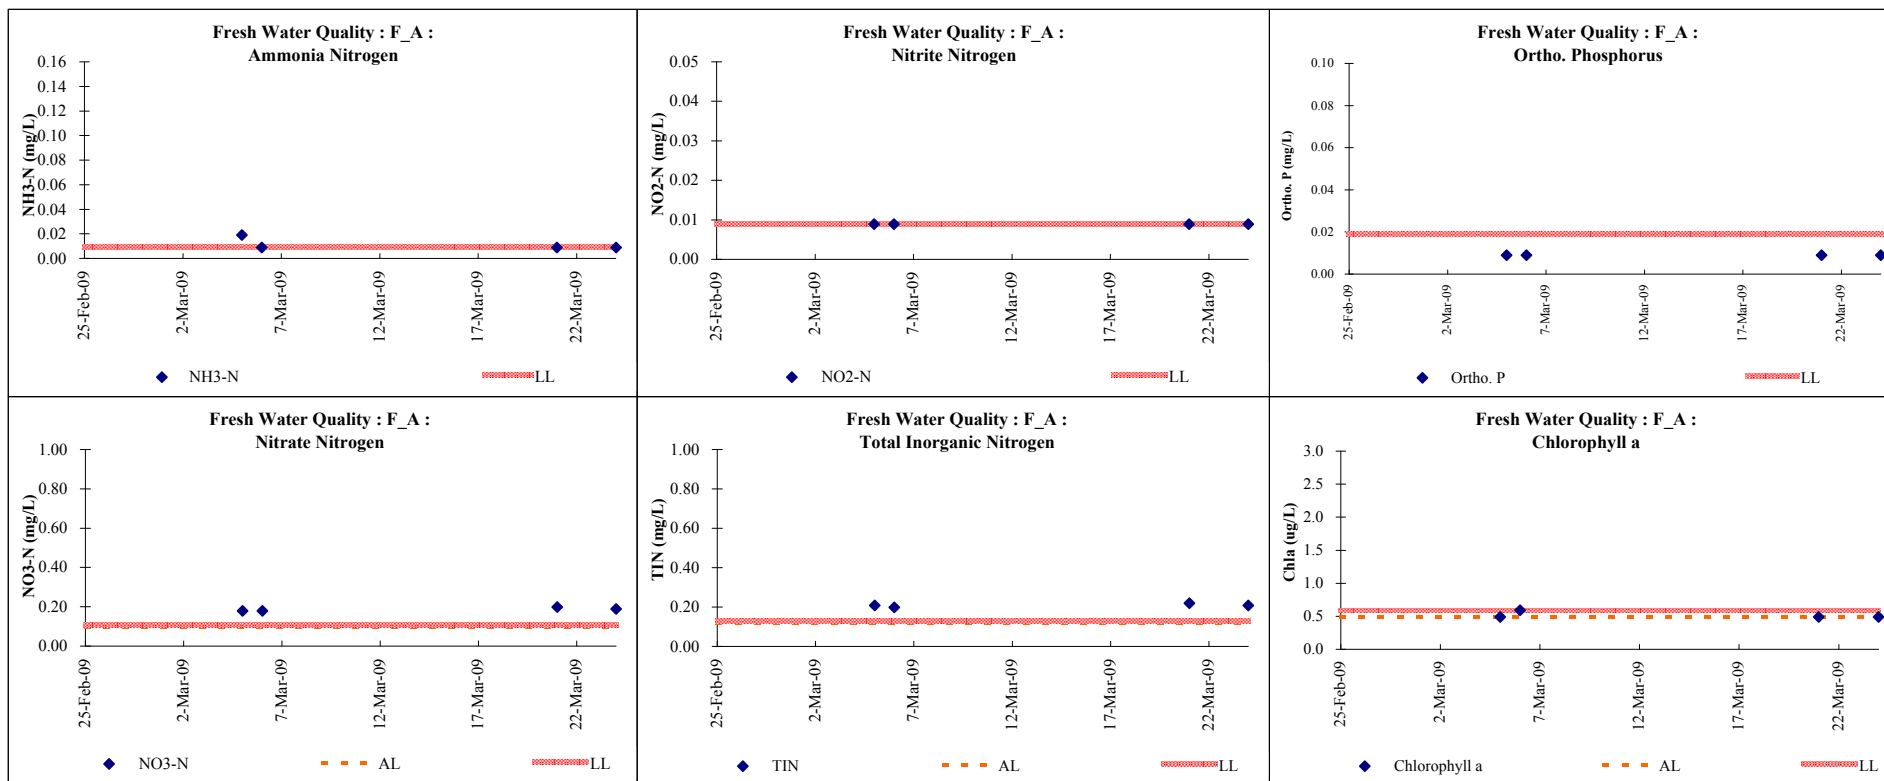 Fresh Water Quality : F_A :
Ammonia Nitrogen
NH3-N (mg/L)
0.16
0.14
0.12
0.10
0.08
0.06
0.04
0.02
0.00
25-Feb-09
2-Mar-09
7-Mar-09
12-Mar-09
17-Mar-09
22-Mar-09
NH3-N
LL
Fresh Water Quality : F_A :
Nitrite Nitrogen
NO2-N (mg/L)
0.05
0.04
0.03
0.02
0.01
0.00
25-Feb-09
2-Mar-09
7-Mar-09
12-Mar-09
17-Mar-09
22-Mar-09
NO2-N
LL
Fresh Water Quality : F_A :
Ortho. Phosphorus
Ortho. P (mg/L)
0.10
0.08
0.06
0.04
0.02
0.00
25-Feb-09
2-Mar-09
7-Mar-09
12-Mar-09
17-Mar-09
22-Mar-09
Ortho. P
LL
Fresh Water Quality : F_A :
Nitrate Nitrogen
NO3-N (mg/L)
1.00
0.80
0.60
0.40
0.20
0.00
25-Feb-09
2-Mar-09
7-Mar-09
12-Mar-09
17-Mar-09
22-Mar-09
NO3-N
AL
LL
Fresh Water Quality : F_A :
Total Inorganic Nitrogen
TIN (mg/L)
1.00
0.80
0.60
0.40
0.20
0.00
25-Feb-09
2-Mar-09
7-Mar-09
12-Mar-09
17-Mar-09
22-Mar-09
TIN
AL
LL
Fresh Water Quality : F_A :
Chlorophyll a
Chla (ug/L)
3.0
2.5
2.0
1.5
1.0
0.5
0.0
25-Feb-09
2-Mar-09
7-Mar-09
12-Mar-09
17-Mar-09
22-Mar-09
Chlorophyll a
AL
LL